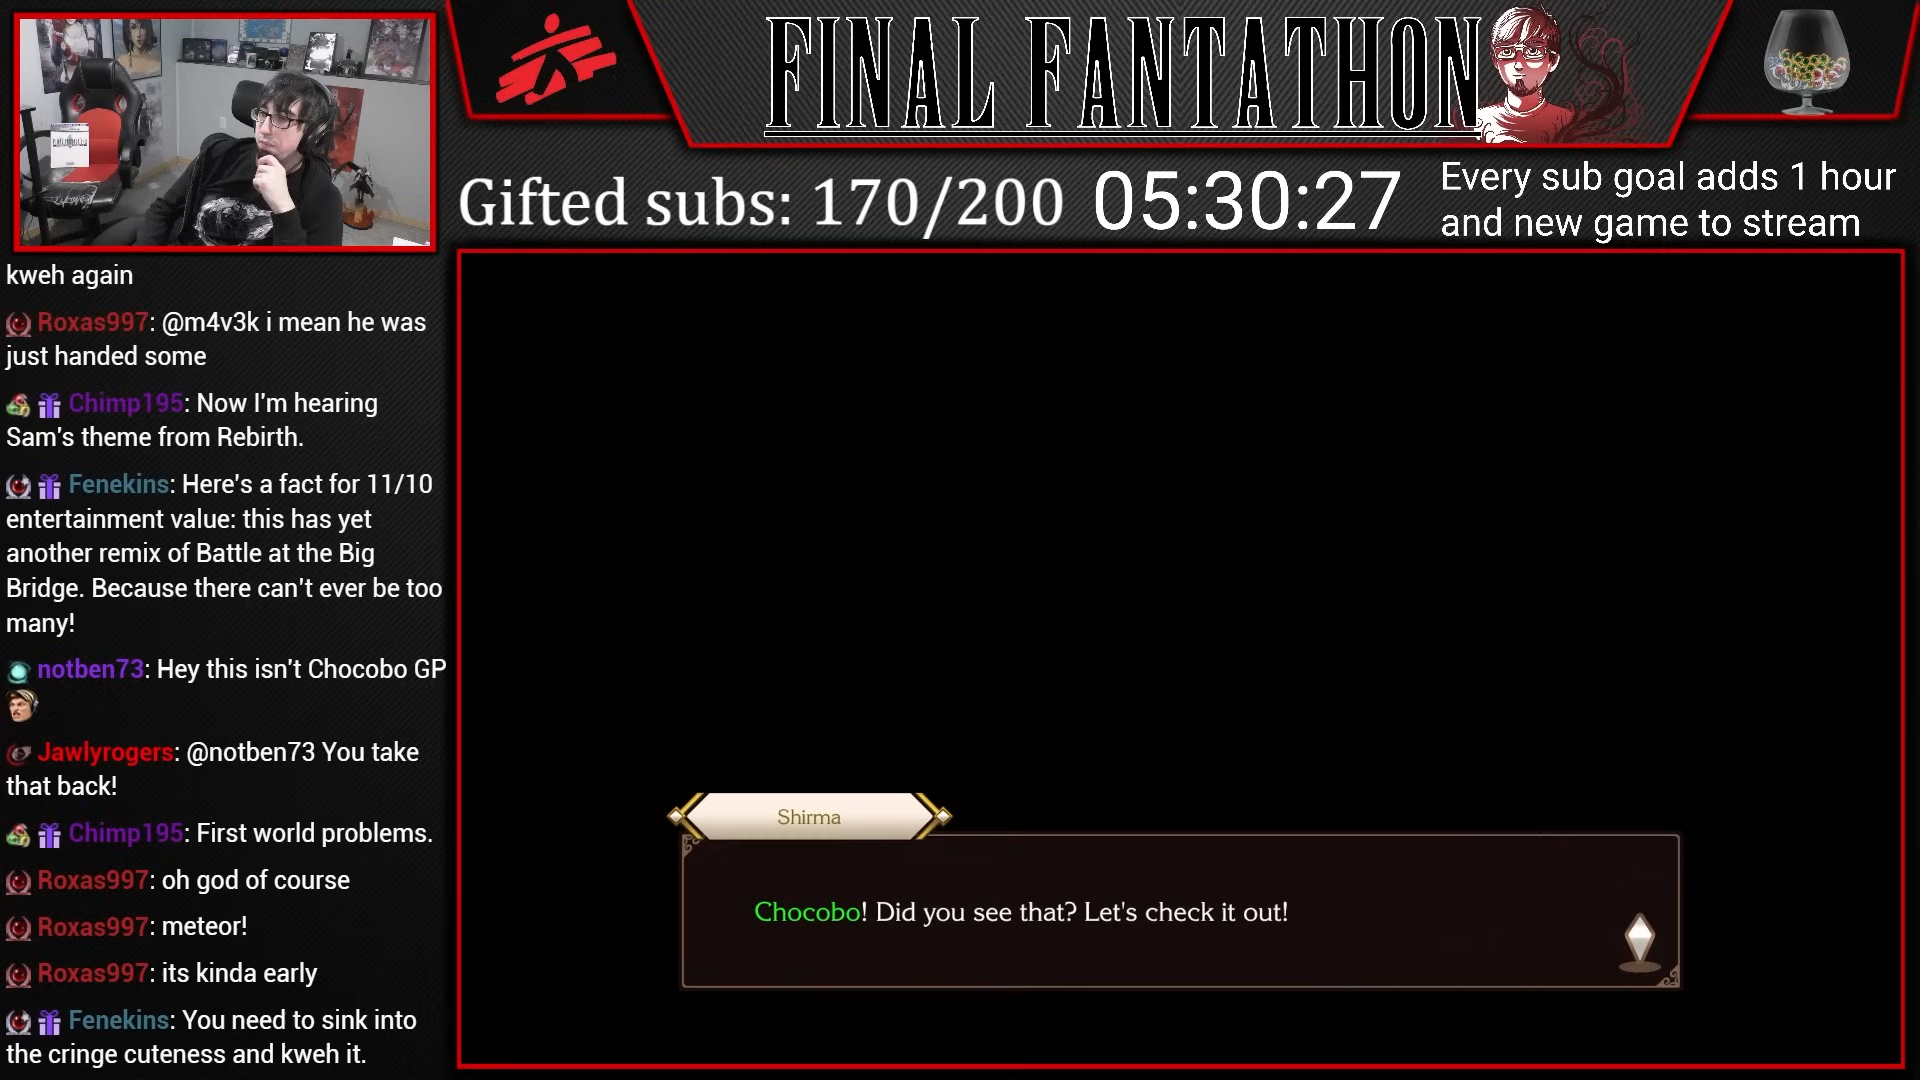 FINAL FANTATHON
Gifted subs: 170/200
05:30:27
Every sub goal adds 1 hour
and new game to stream
kweh again
Roxas997: @m4v3k i mean he was
just handed some
Chimp195: Now I'm hearing
Sam's theme from Rebirth.
Fenekins: Here's a fact for 11/10
entertainment value: this has yet
another remix of Battle at the Big
Bridge. Because there can't ever be too
many!
notben73: Hey this isn't Chocobo GP
Jawlyrogers: @notben73 You take
that back!
Chimp195: First world problems.
Roxas997: oh god of course
Roxas997: meteor!
Roxas997: its kinda early
Fenekins: You need to sink into
the cringe cuteness and kweh it.
Shirma
Chocobo! Did you see that? Let's check it out!